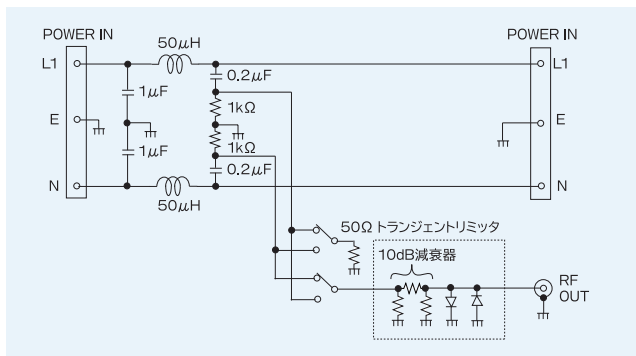 POWER IN
POWER IN
50μH
L1
0.2μF
L1
1μF
1kΩ
E
E
1kΩ
1μF
0.2μF
N
N
50μH
50Ω トランジェントリミッタ
10dB減衰器
RF
OUT